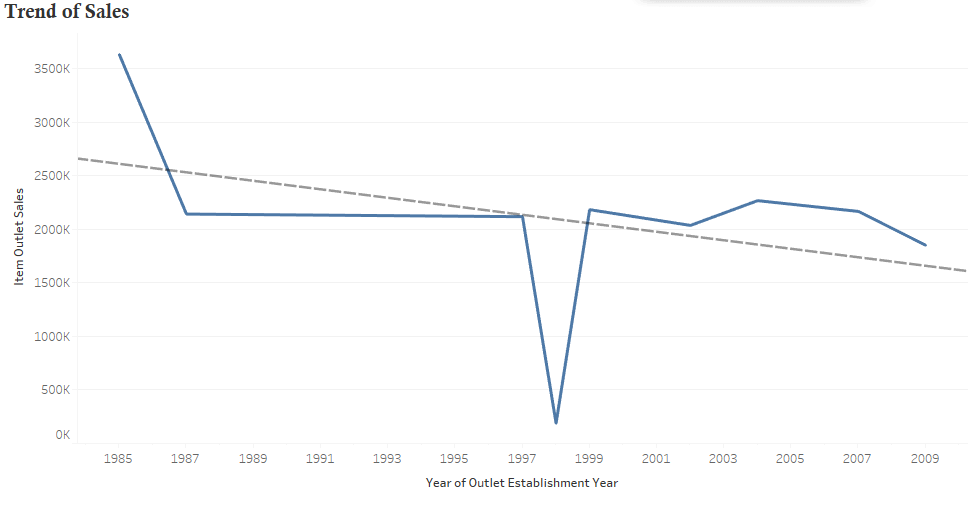 Trend of Sales
3500K
3000K
2500K
2000K
1500K
1000K
500K
0K
Item Outlet Sales
1985 1987 1989 1991 1993 1995 1997 1999 2001 2003 2005 2007 2009
Year of Outlet Establishment Year